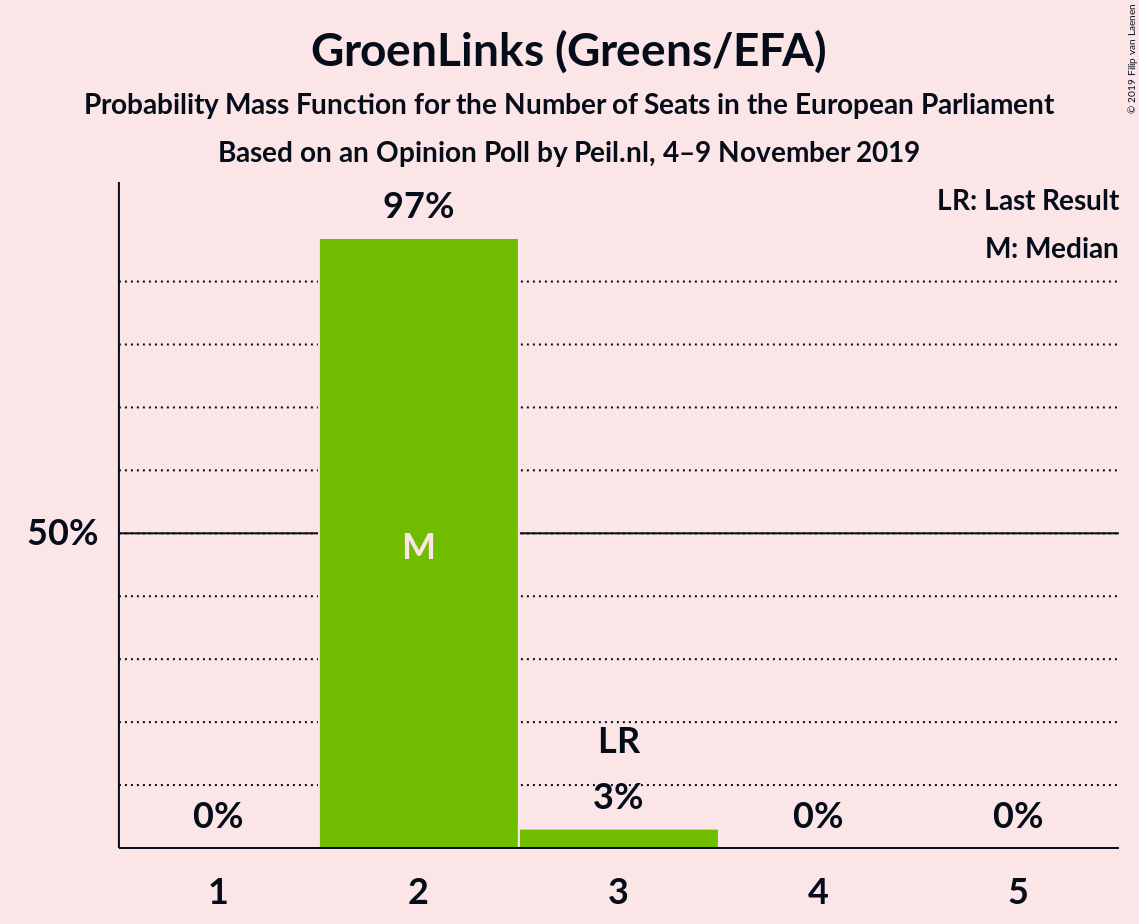 GroenLinks (Greens/EFA)
Probability Mass Function for the Number of Seats in the European Parliament
Based on an Opinion Poll by Peil.nl, 4–9 November 2019
© 2019 Filip van Laenen
LR: Last Result
M: Median
97%
50%
M
LR
0%
3%
0%
0%
1
2
3
4
5